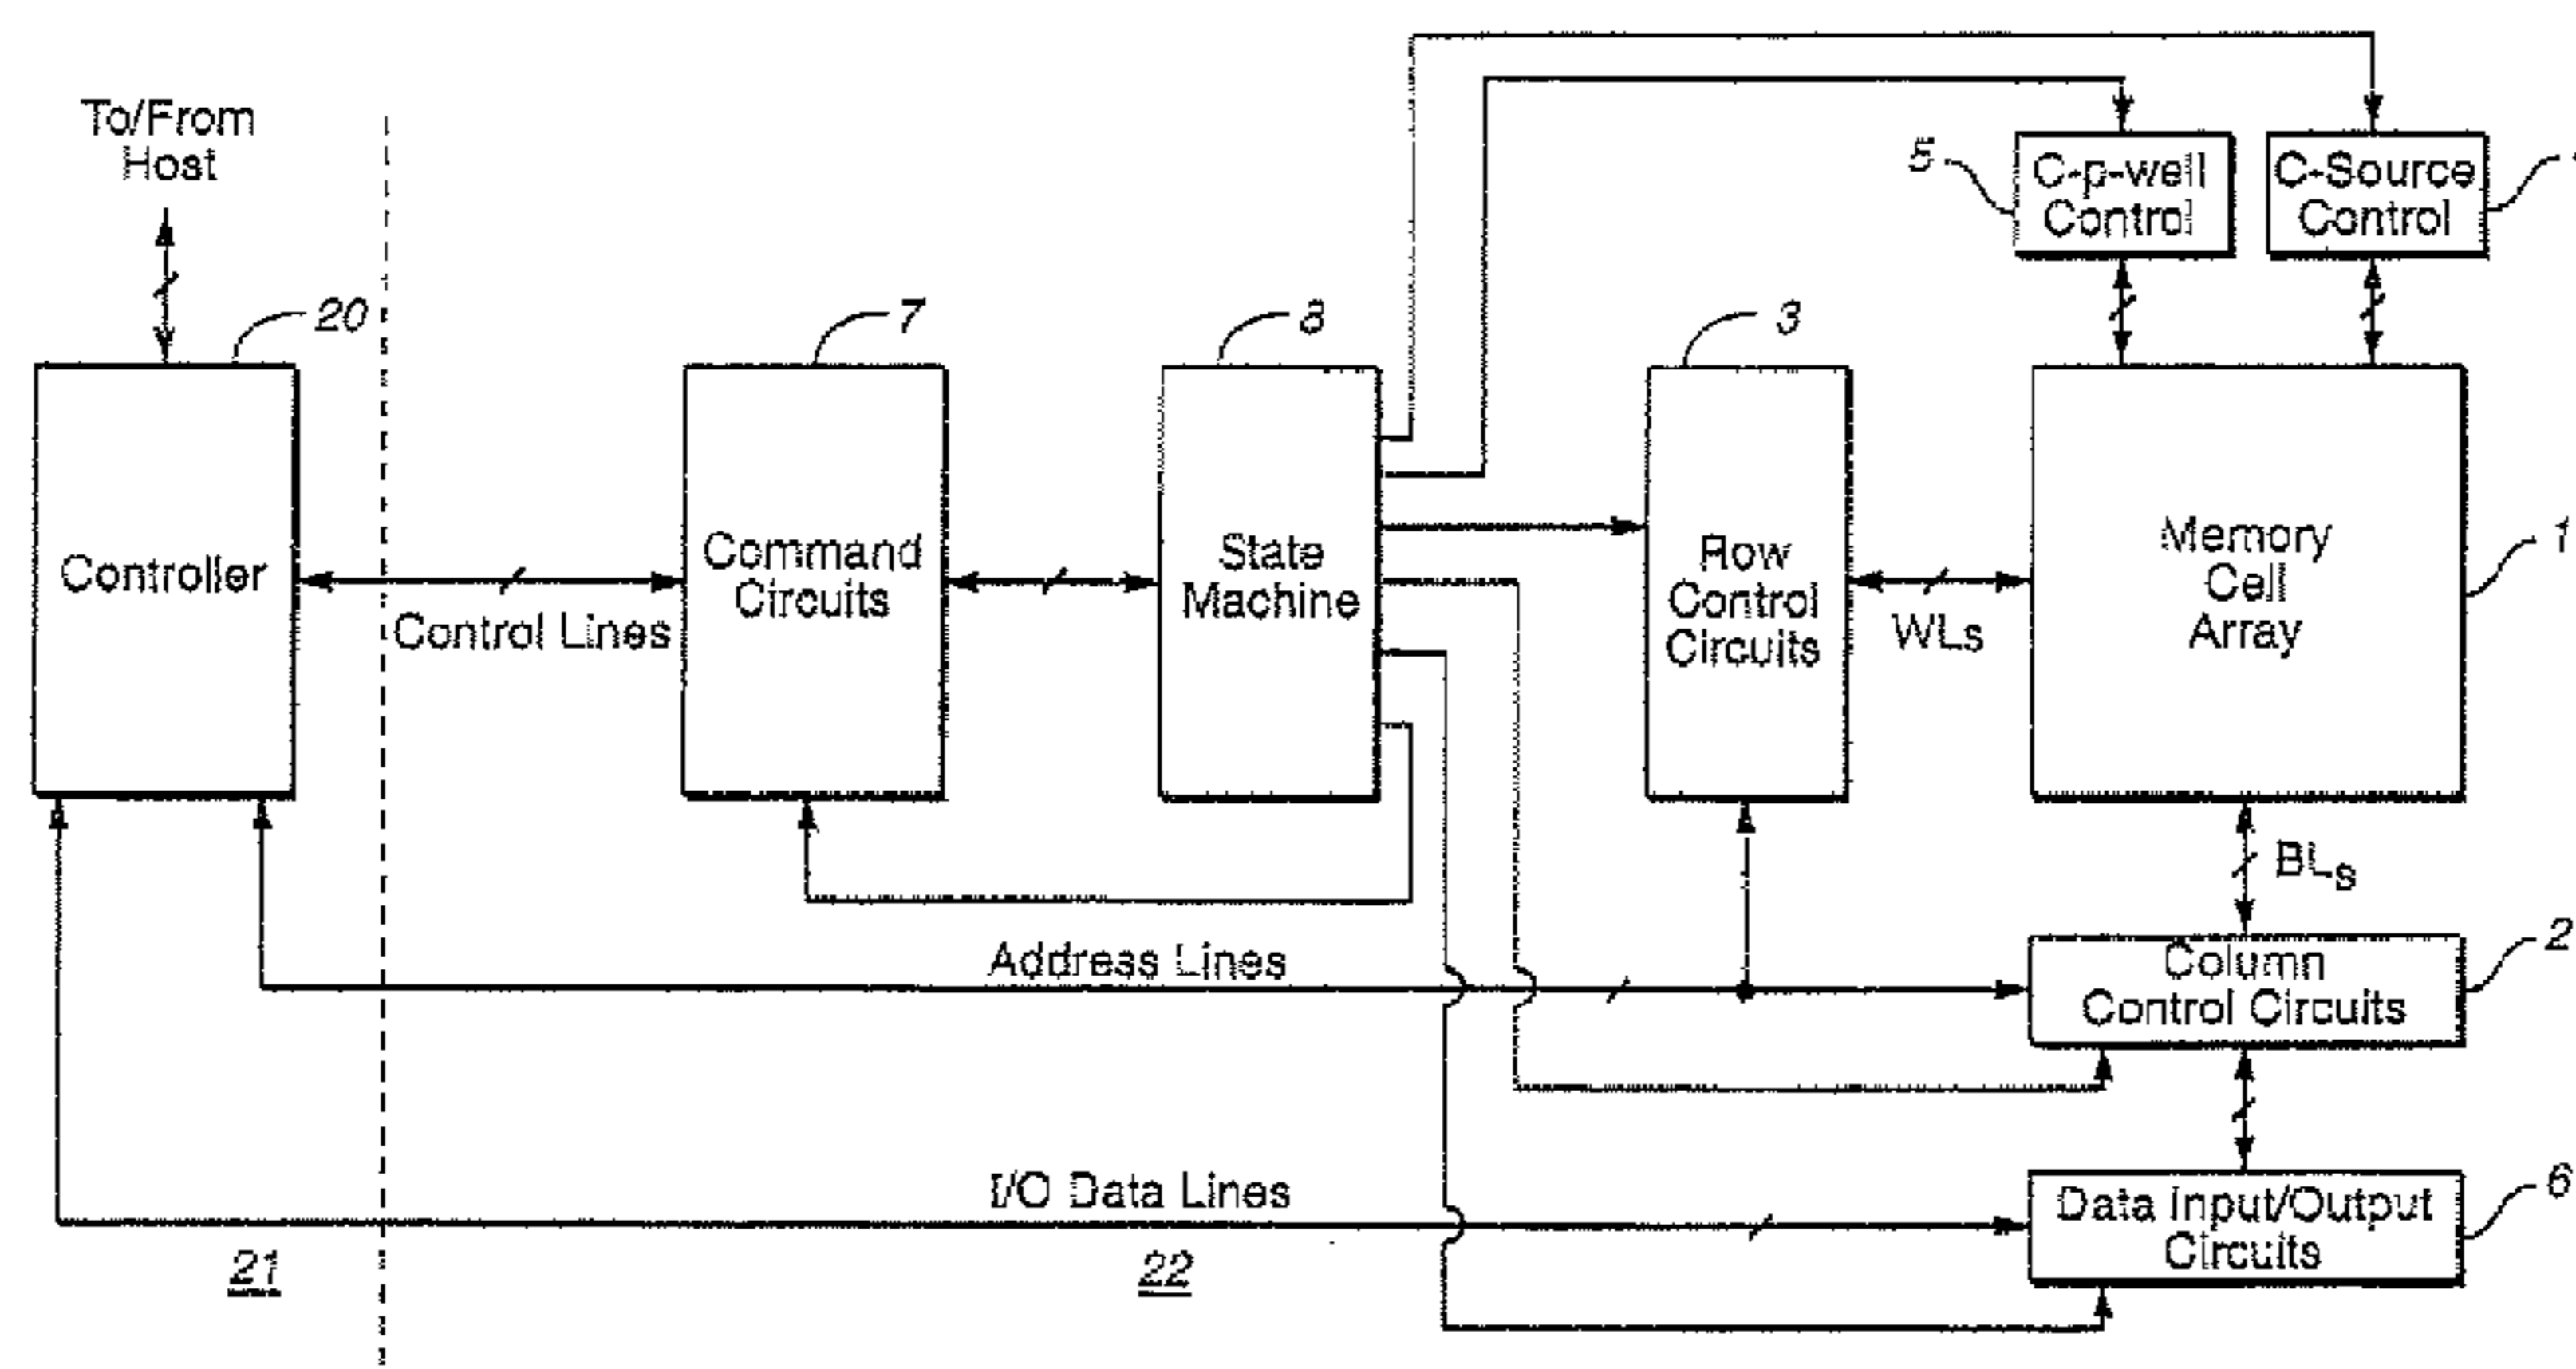 To/From
Host
20
7
8
3
5
C-p-well
Control
C-Source
Control
Controller
Control Lines
Command
Circuits
State
Machine
Row
Control
Circuits
WLs
Memory
Cell
Array
1
BLs
Address Lines
Column
Control Circuits
2
I/O Data Lines
Data Input/Output
Circuits
6
21
22